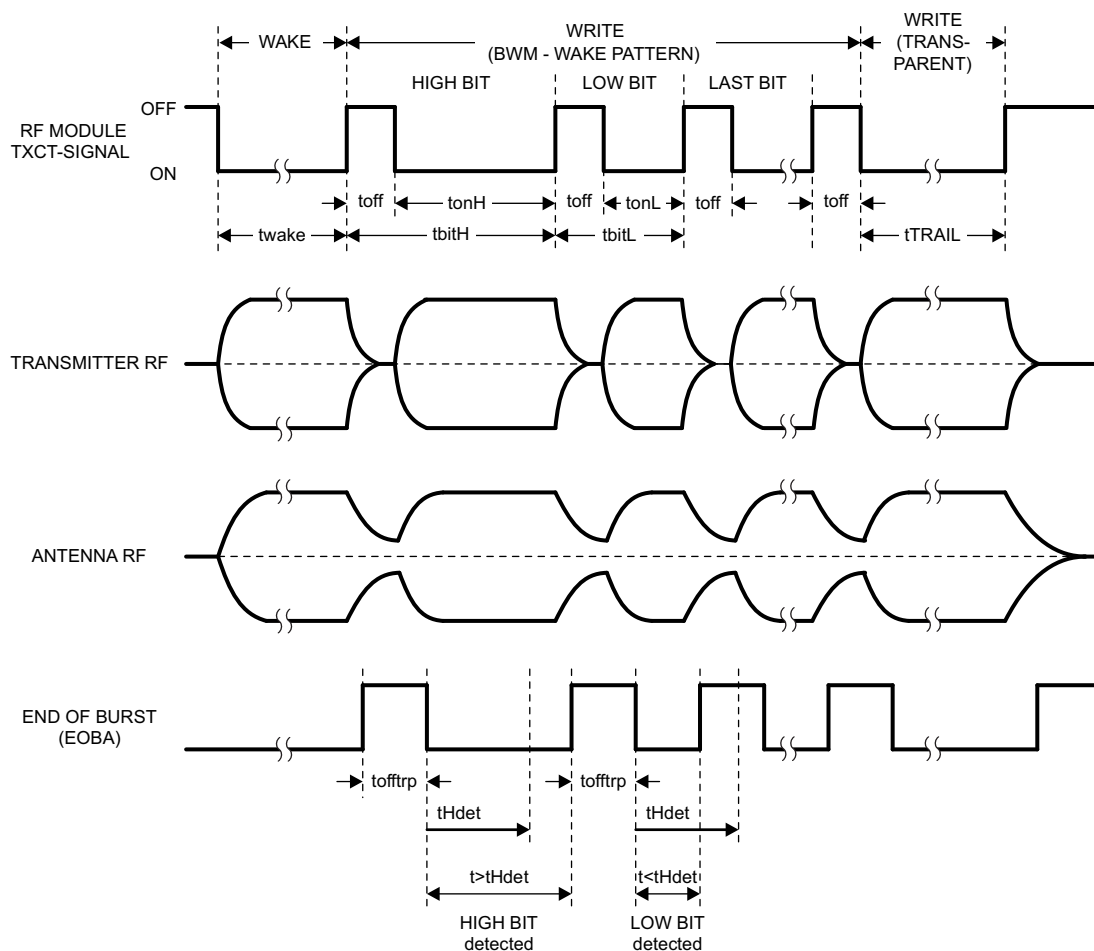 WAKE
WRITE
(BWM - WAKE PATTERN)
WRITE
(TRANS-
PARENT)
HIGH BIT
LOW BIT
LAST BIT
OFF
RF MODULE
TXCT-SIGNAL
ON
toff
tonH
toff
tonL
toff
toff
twake
tbitH
tbitL
tTRAIL
TRANSMITTER RF
ANTENNA RF
END OF BURST
(EOBA)
tofftrp
tofftrp
tHdet
tHdet
t>tHdet
t<tHdet
HIGH BIT
detected
LOW BIT
detected